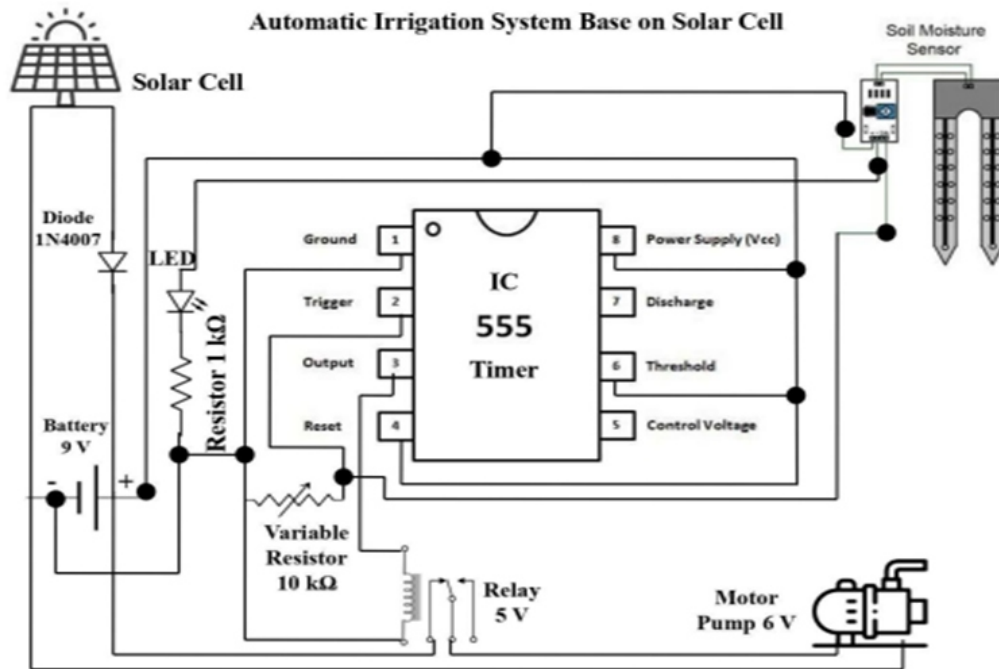 Automatic Irrigation System Base on Solar Cell
Soil Moisture
Sensor
Solar Cell
Diode
1N4007
LED
Resistor 1 kΩ
Ground
1
Trigger
2
Output
3
Reset
4
IC
555
Timer
8
Power Supply (Vcc)
7
Discharge
6
Threshold
5
Control Voltage
Battery
9 V
-
+
Variable
Resistor
10 kΩ
Relay
5 V
Motor
Pump 6 V